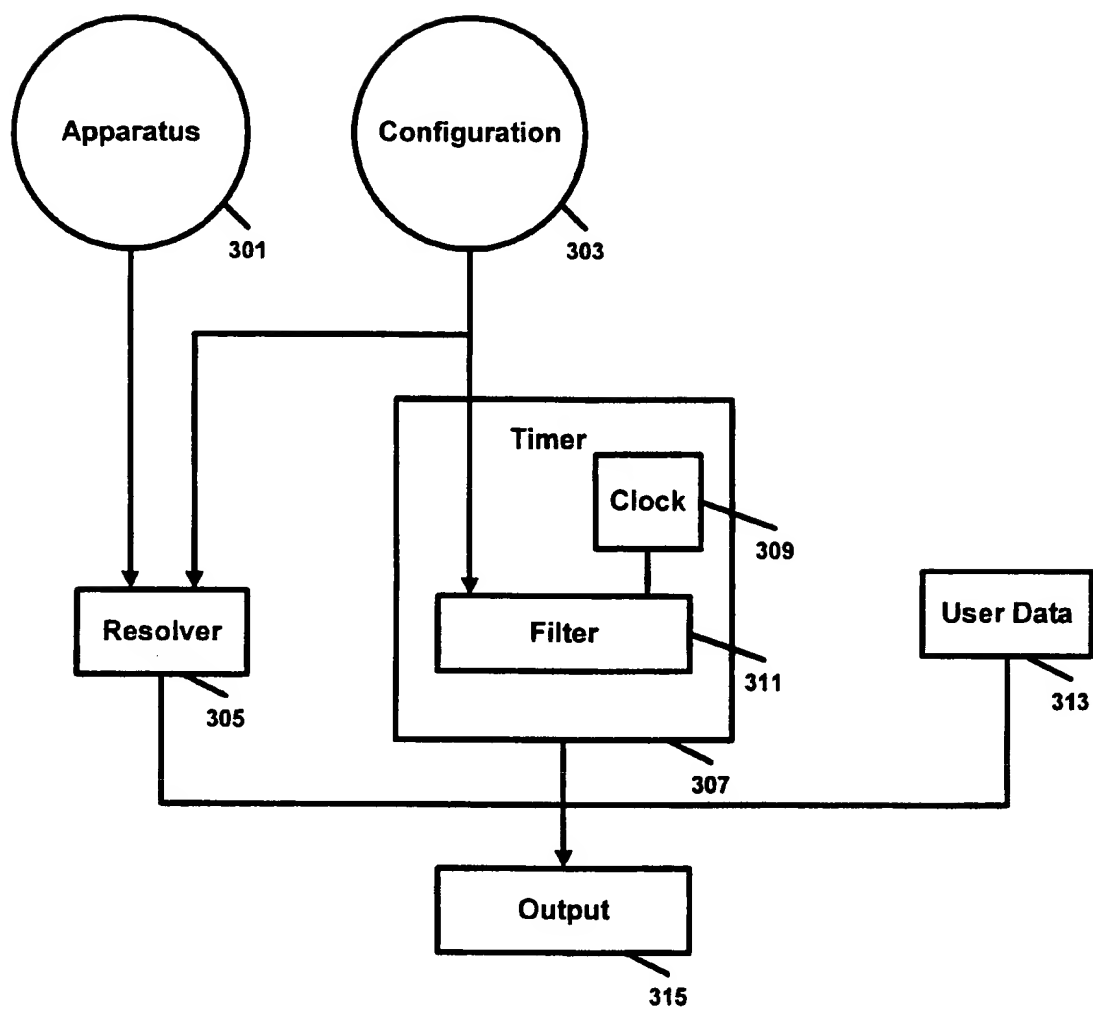 Apparatus
Configuration
301
303
Timer
Clock
309
Resolver
Filter
User Data
311
313
305
307
Output
315